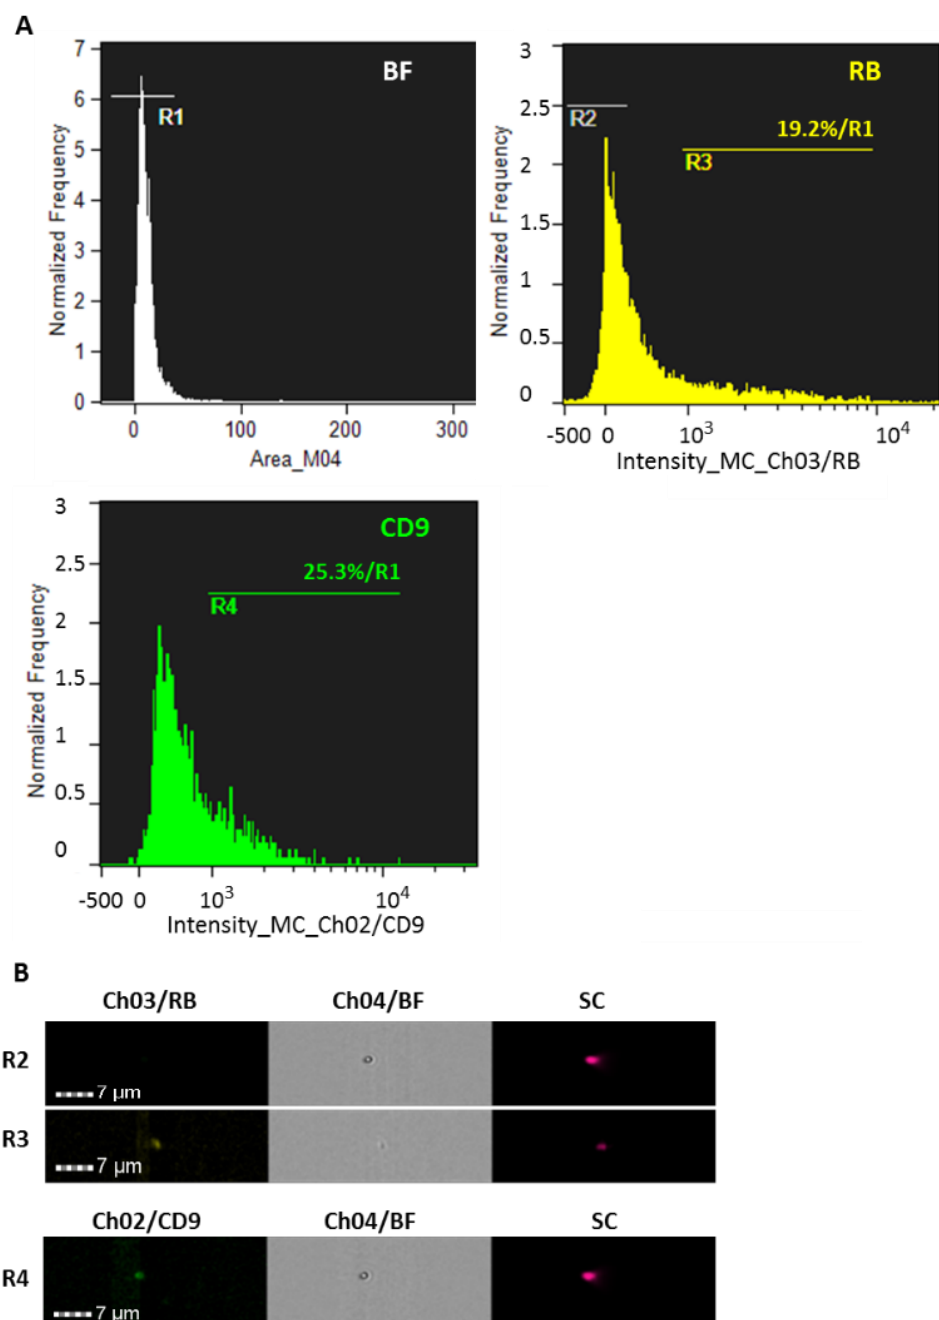 A
7
6
5
4
3
2
1
0
Normalized Frequency
BF
R1
0 100 200 300
Area_M04
3
2.5
2
1.5
1
0.5
0
Normalized Frequency
RB
R2
19.2%/R1
R3
-500 0 10³ 10⁴
Intensity_MC_Ch03/RB
3
2.5
2
1.5
1
0.5
0
Normalized Frequency
CD9
25.3%/R1
R4
-500 0 10³ 10⁴
Intensity_MC_Ch02/CD9
B
Ch03/RB Ch04/BF SC
R2
7 µm
R3
7 µm
Ch02/CD9 Ch04/BF SC
R4
7 µm